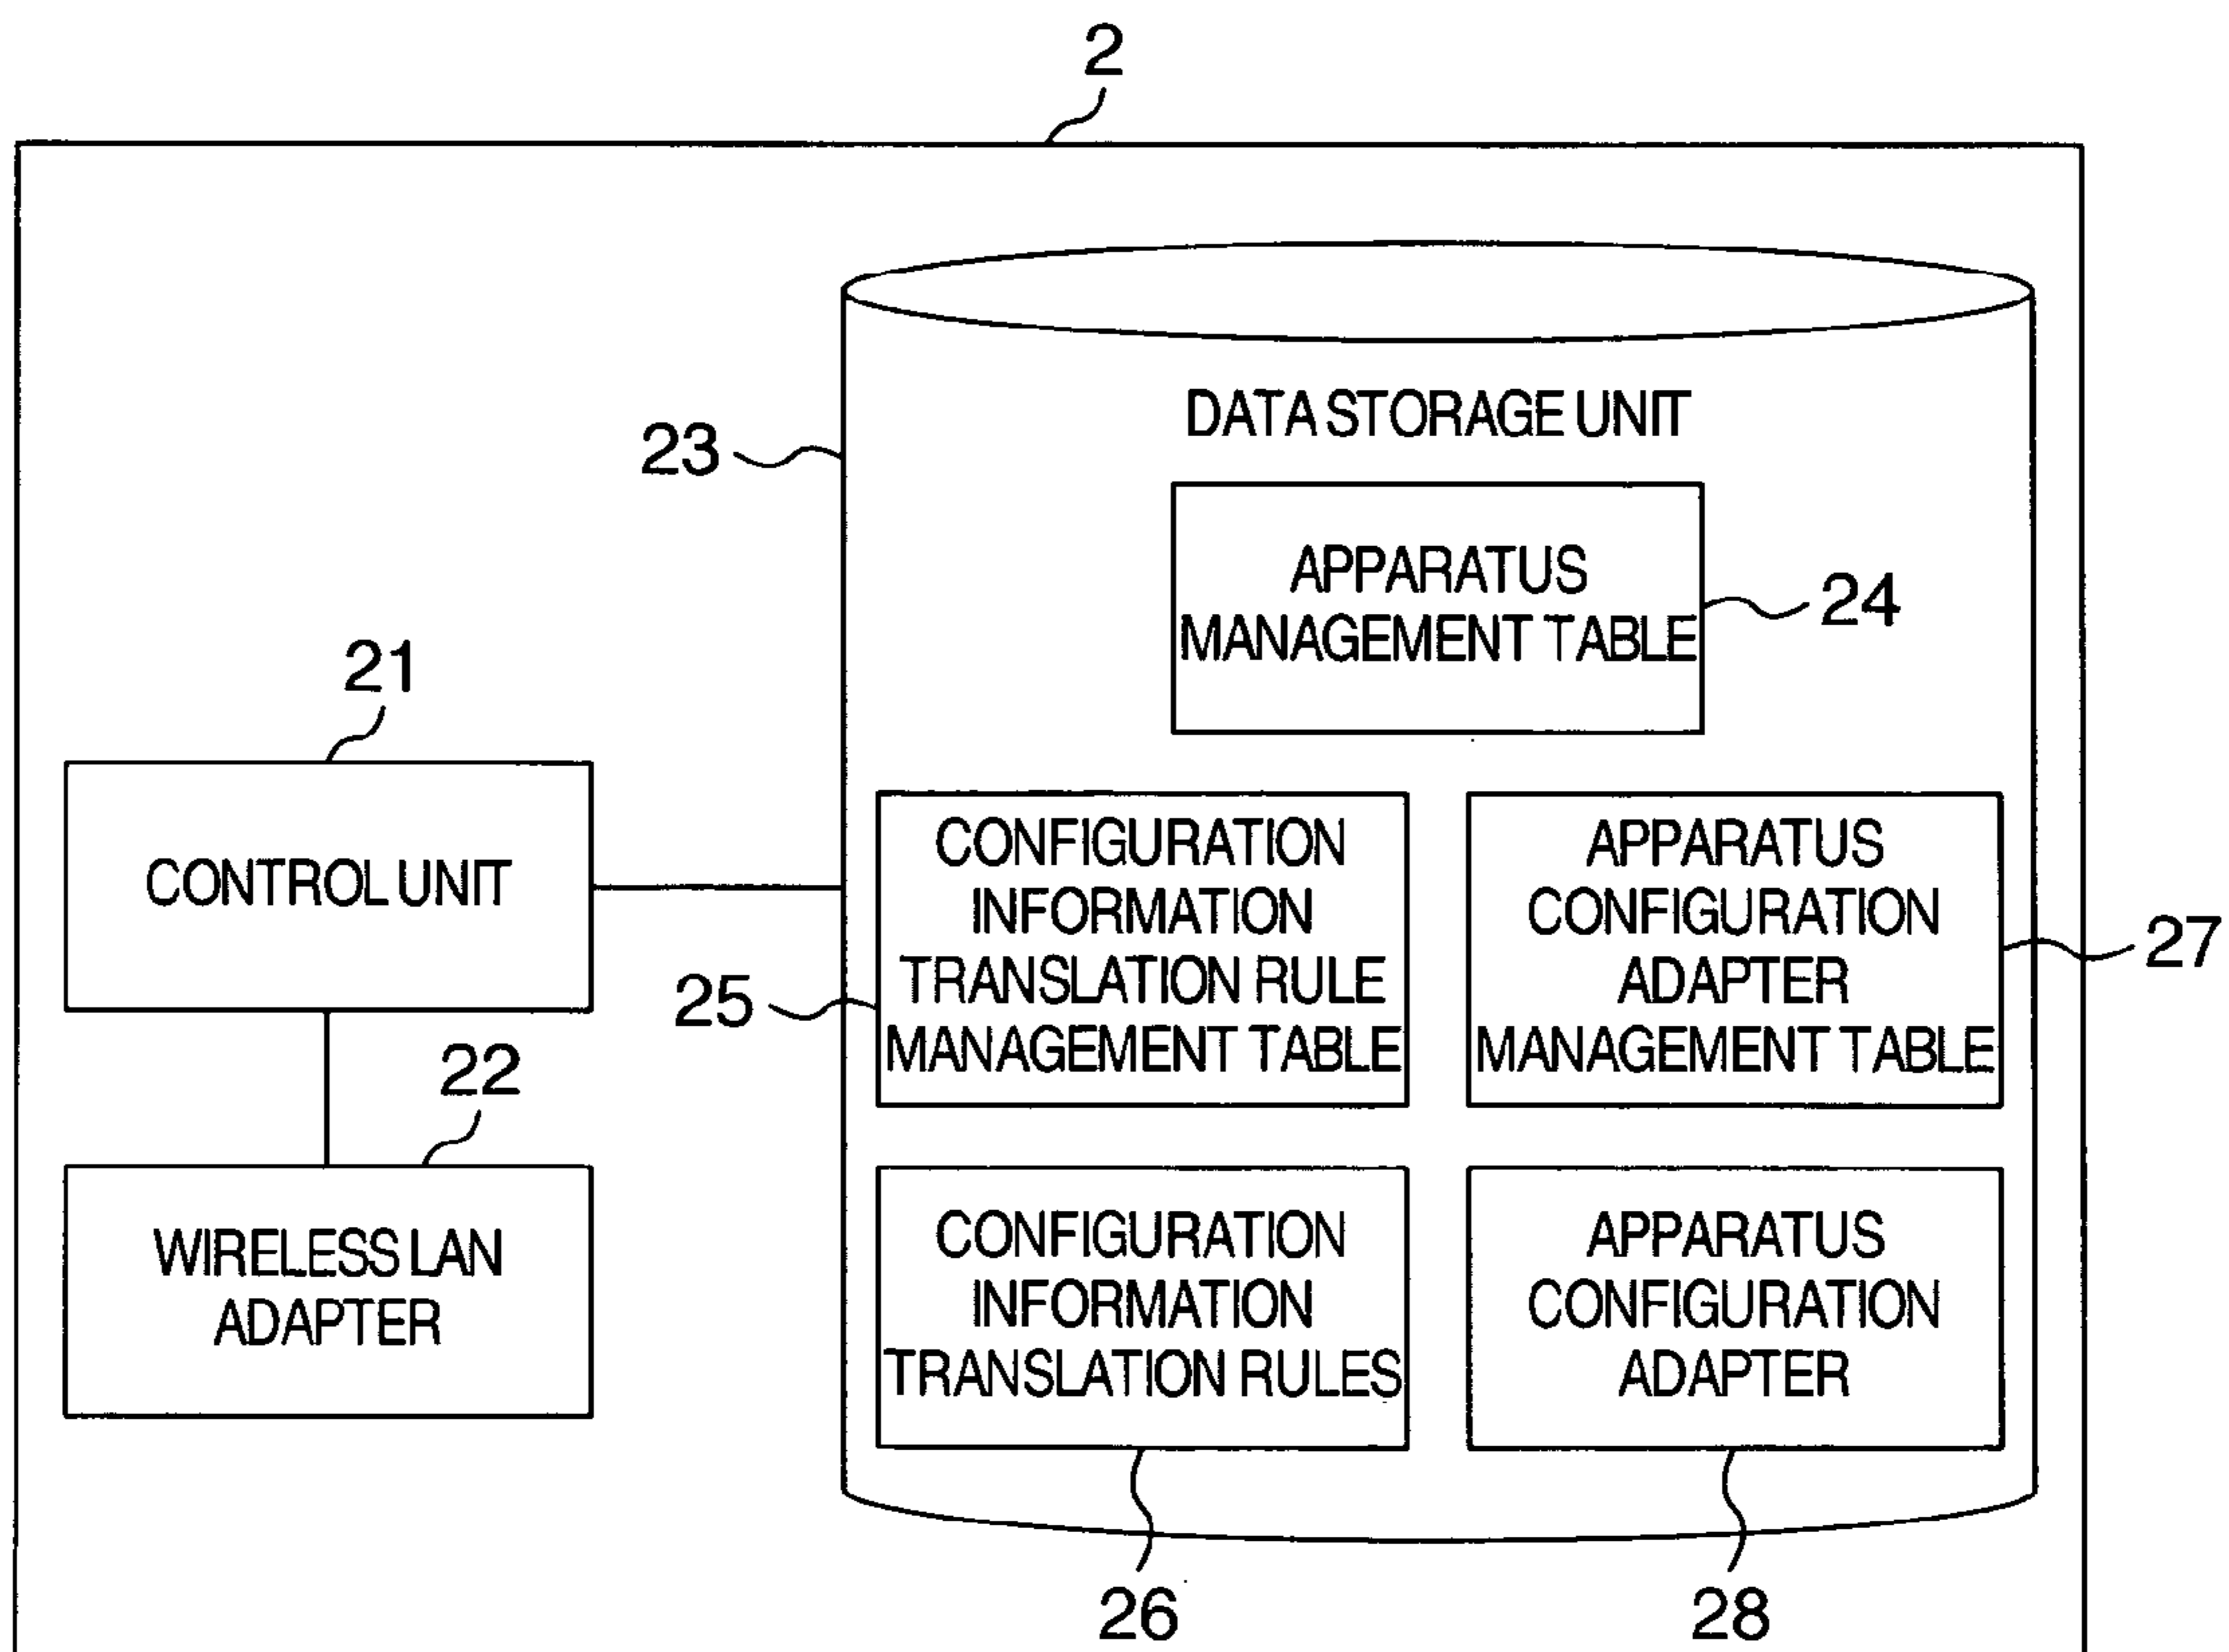 2
DATA STORAGE UNIT
23
APPARATUS
MANAGEMENT TABLE
24
21
CONTROL UNIT
CONFIGURATION
INFORMATION
TRANSLATION RULE
MANAGEMENT TABLE
25
APPARATUS
CONFIGURATION
ADAPTER
MANAGEMENT TABLE
27
22
WIRELESS LAN
ADAPTER
CONFIGURATION
INFORMATION
TRANSLATION RULES
26
APPARATUS
CONFIGURATION
ADAPTER
28